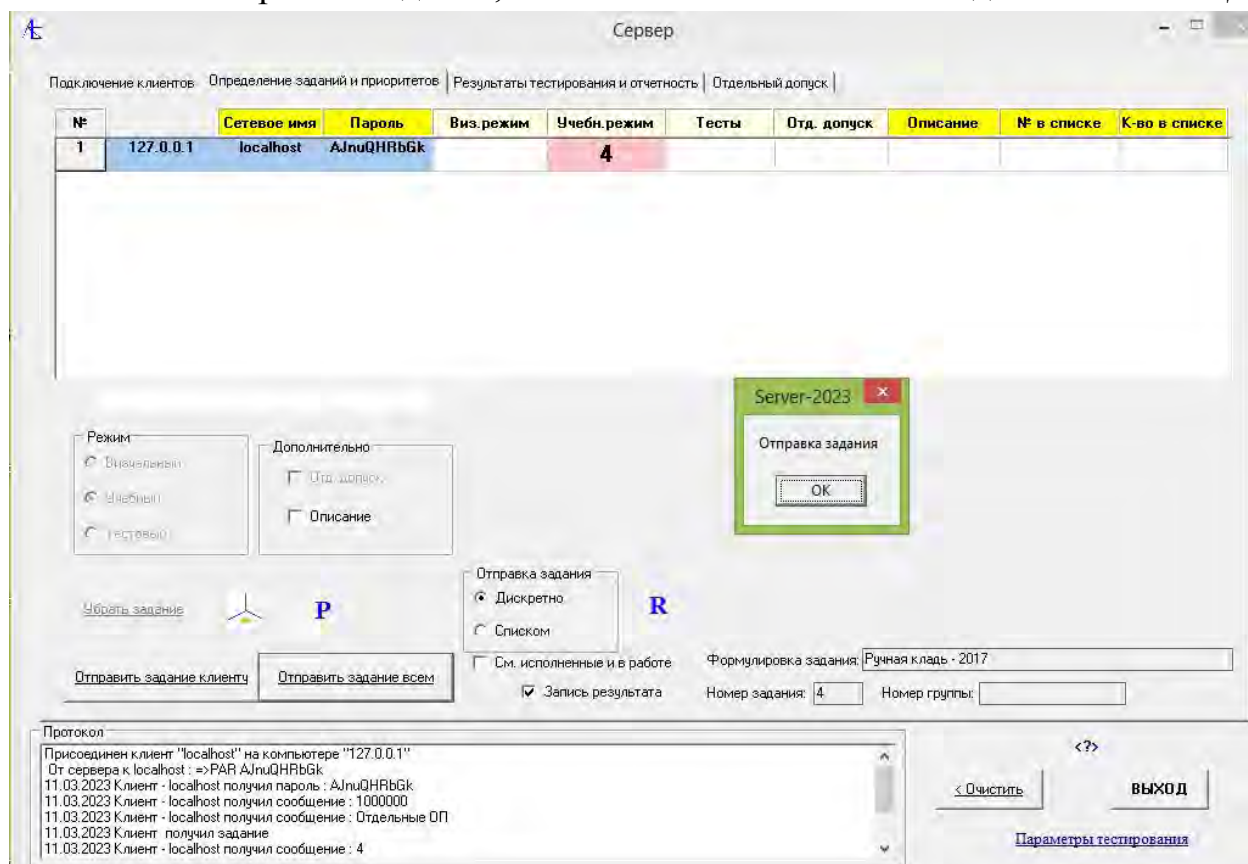 Сервер
Подключение клиентов Определение заданий и приоритетов Результаты тестирования и отчетность Отдельный допуск
№ Сетевое имя Пароль Виз.режим Учебн.режим Тесты Отд. допуск Описание № в списке К-во в списке
1 127.0.0.1 localhost AJnuQHRbGk 4
Server-2023
Отправка задания
OK
Режим
Визуальный
Учебный
Тестовый
Дополнительно
Отд. допуск
Описание
Отправка задания
Дискретно
Списком
Убрать задание
P
R
См. исполненные и в работе
Запись результата
Отправить задание клиенту
Отправить задание всем
Формулировка задания: Ручная кладь - 2017
Номер задания: 4 Номер группы:
Протокол
Присоединен клиент "localhost" на компьютере "127.0.0.1"
От сервера к localhost : =>PAR AJnuQHRbGk
11.03.2023 Клиент - localhost получил пароль : AJnuQHRbGk
11.03.2023 Клиент - localhost получил сообщение : 1000000
11.03.2023 Клиент - localhost получил сообщение : Отдельные ОП
11.03.2023 Клиент получил задание
11.03.2023 Клиент - localhost получил сообщение : 4
<?>
< Очистить
ВЫХОД
Параметры тестирования